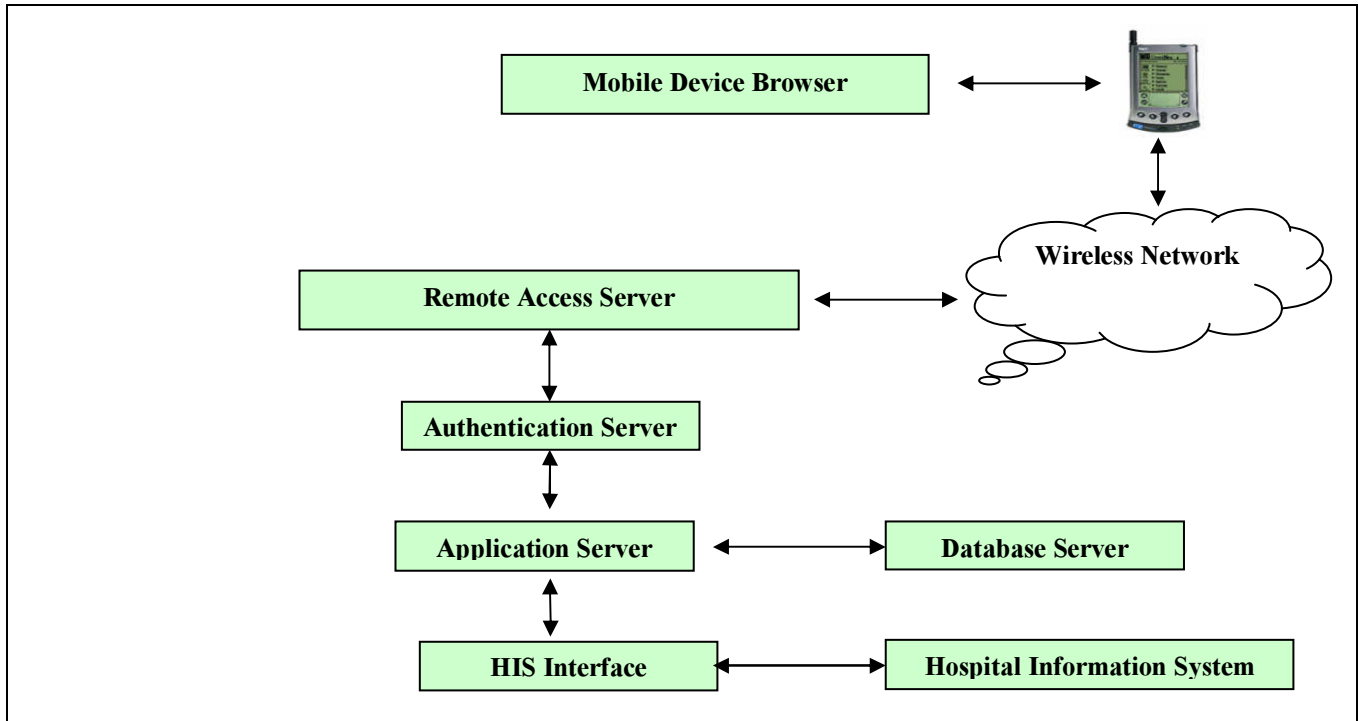 Mobile Device Browser
Wireless Network
Remote Access Server
Authentication Server
Application Server
Database Server
HIS Interface
Hospital Information System